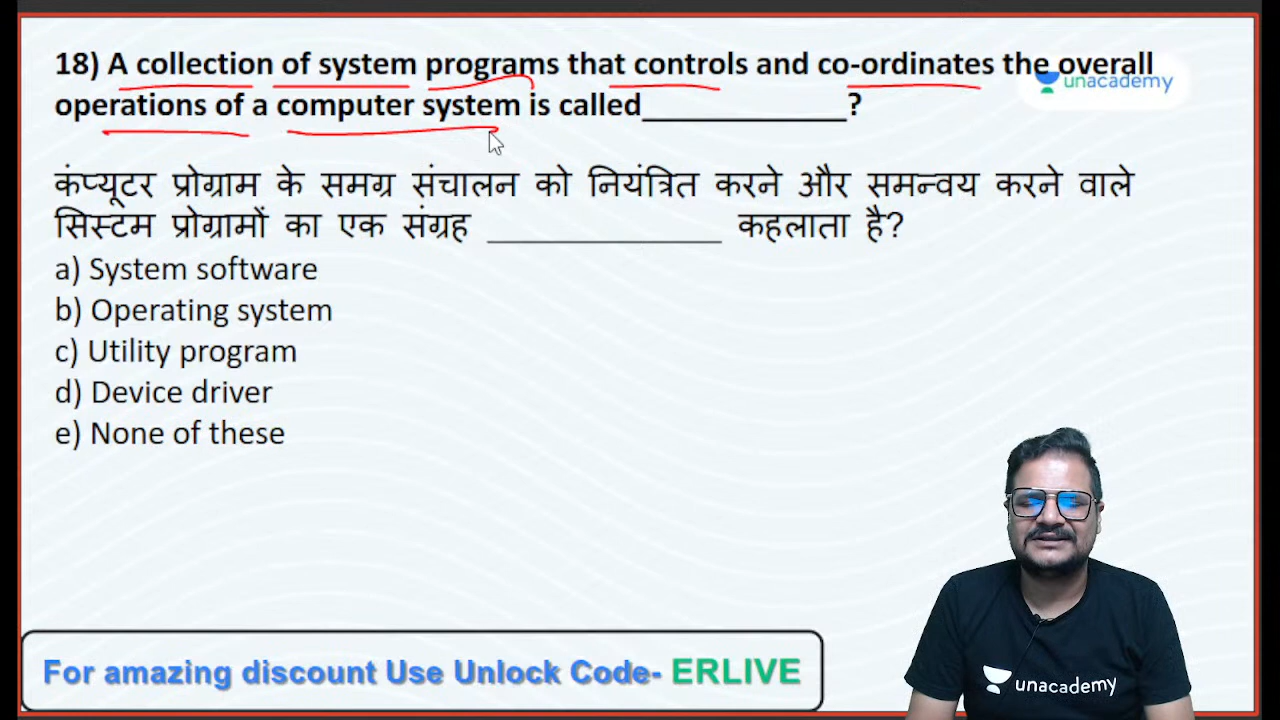 18) A collection of system programs that controls and co-ordinates the overall
unacademy
operations of a computer system is called_____________?
कंप्यूटर प्रोग्राम के समग्र संचालन को नियंत्रित करने और समन्वय करने वाले
सिस्टम प्रोग्रामों का एक संग्रह _____________ कहलाता है?
a) System software
b) Operating system
c) Utility program
d) Device driver
e) None of these
For amazing discount Use Unlock Code- ERLIVE
unacademy